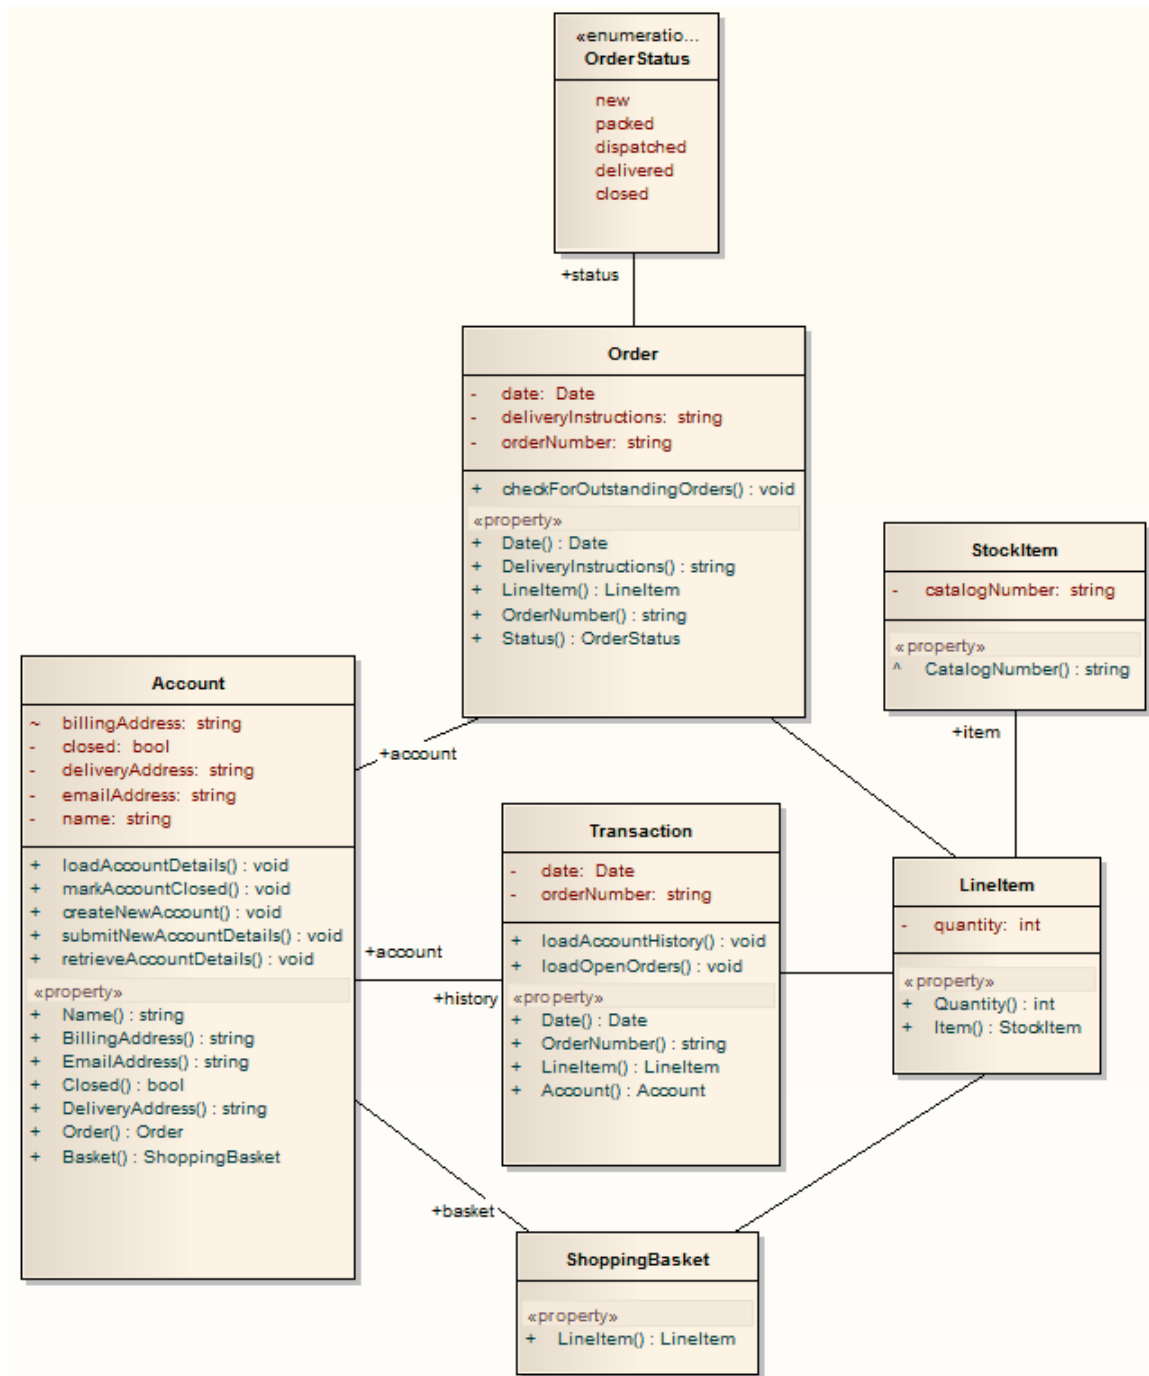 «enumeratio...
OrderStatus
new
packed
dispatched
delivered
closed
+status
Order
- date: Date
- deliveryInstructions: string
- orderNumber: string
+ checkForOutstandingOrders() : void
«property»
+ Date() : Date
+ DeliveryInstructions() : string
+ LineItem() : LineItem
+ OrderNumber() : string
+ Status() : OrderStatus
StockItem
- catalogNumber: string
«property»
^ CatalogNumber() : string
+item
Account
~ billingAddress: string
- closed: bool
- deliveryAddress: string
- emailAddress: string
- name: string
+ loadAccountDetails() : void
+ markAccountClosed() : void
+ createNewAccount() : void
+ submitNewAccountDetails() : void
+ retrieveAccountDetails() : void
«property»
+ Name() : string
+ BillingAddress() : string
+ EmailAddress() : string
+ Closed() : bool
+ DeliveryAddress() : string
+ Order() : Order
+ Basket() : ShoppingBasket
+account
+account
+history
+basket
Transaction
- date: Date
- orderNumber: string
+ loadAccountHistory() : void
+ loadOpenOrders() : void
«property»
+ Date() : Date
+ OrderNumber() : string
+ LineItem() : LineItem
+ Account() : Account
LineItem
- quantity: int
«property»
+ Quantity() : int
+ Item() : StockItem
ShoppingBasket
«property»
+ LineItem() : LineItem